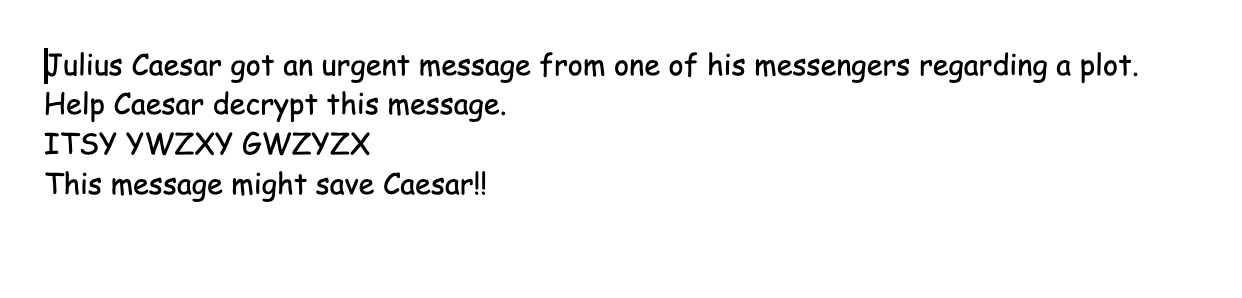 Julius Caesar got an urgent message from one of his messengers regarding a plot.
Help Caesar decrypt this message.
ITSY YWZXY GWZYZX
This message might save Caesar!!